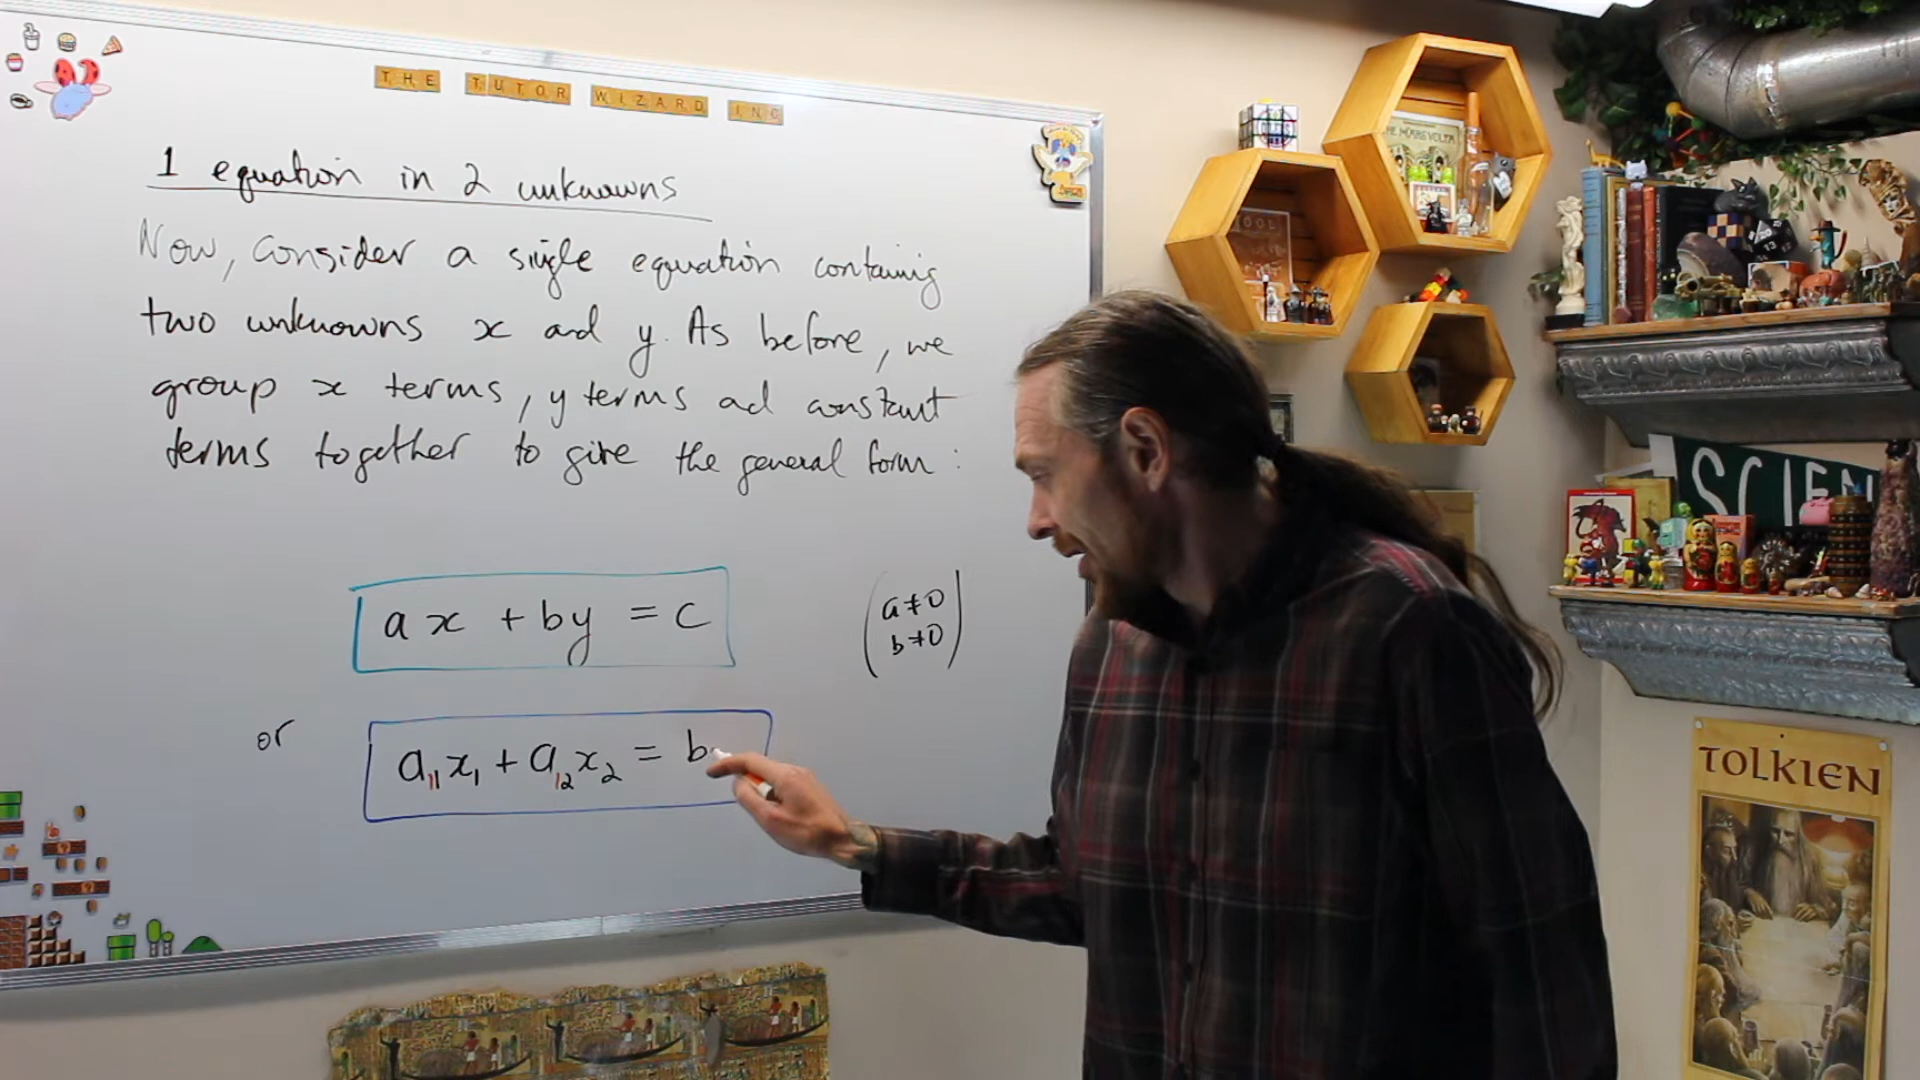 THE TUTOR WIZARD INC
1 equation in 2 unknowns
Now, consider a single equation containing
two unknowns x and y. As before, we
group x terms, y terms ad constant
terms together to give the general form :
ax + by = c
(a≠0
b≠0)
or
a₁₁x₁ + a₁₂x₂ = b
SCIEN
TOLKIEN